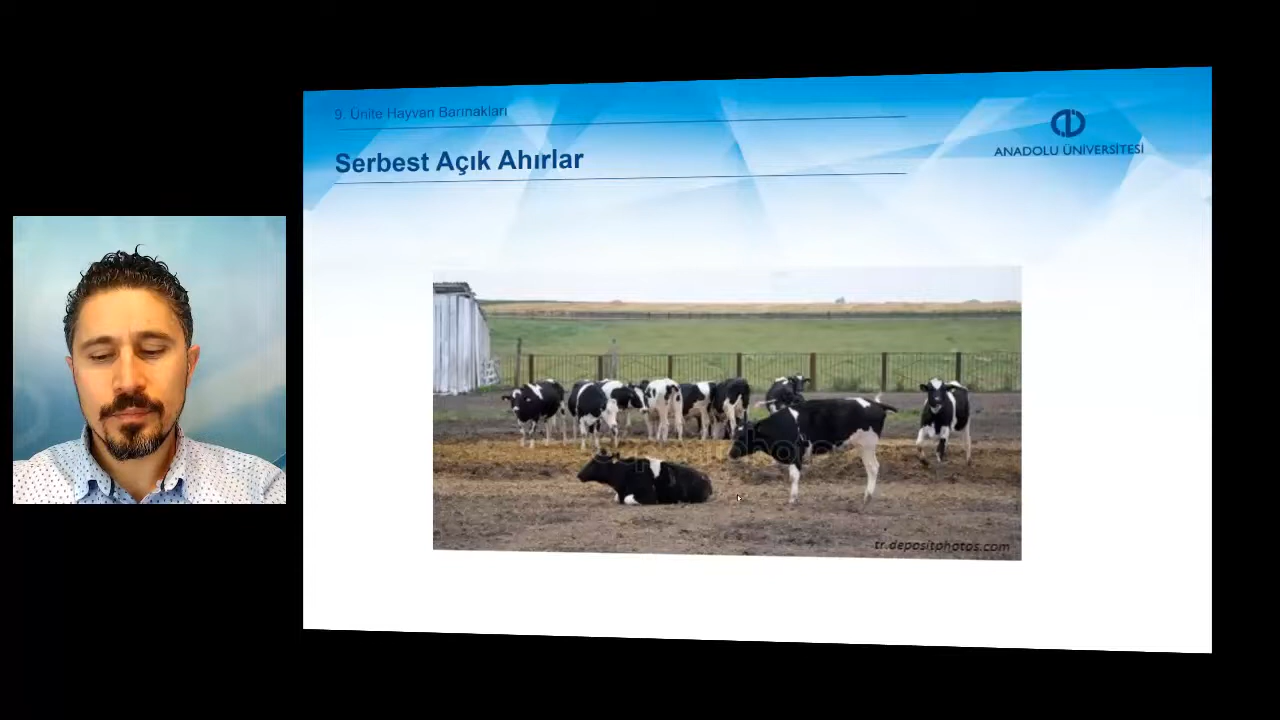 9. Ünite Hayvan Barınakları
Serbest Açık Ahırlar
ANADOLU ÜNİVERSİTESİ
tr.depositphotos.com